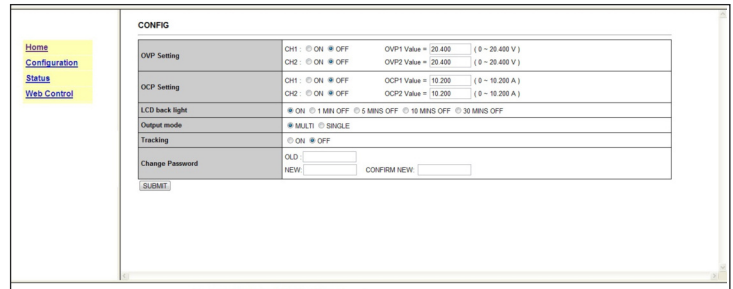 CONFIG
Home
Configuration
Status
Web Control
OVP Setting
CH1 : ON OFF OVP1 Value = 20.400 ( 0 ~ 20.400 V )
CH2 : ON OFF OVP2 Value = 20.400 ( 0 ~ 20.400 V )
OCP Setting
CH1 : ON OFF OCP1 Value = 10.200 ( 0 ~ 10.200 A )
CH2 : ON OFF OCP2 Value = 10.200 ( 0 ~ 10.200 A )
LCD back light ON 1 MIN OFF 5 MINS OFF 10 MINS OFF 30 MINS OFF
Output mode MULTI SINGLE
Tracking ON OFF
Change Password
OLD :
NEW: CONFIRM NEW:
SUBMIT